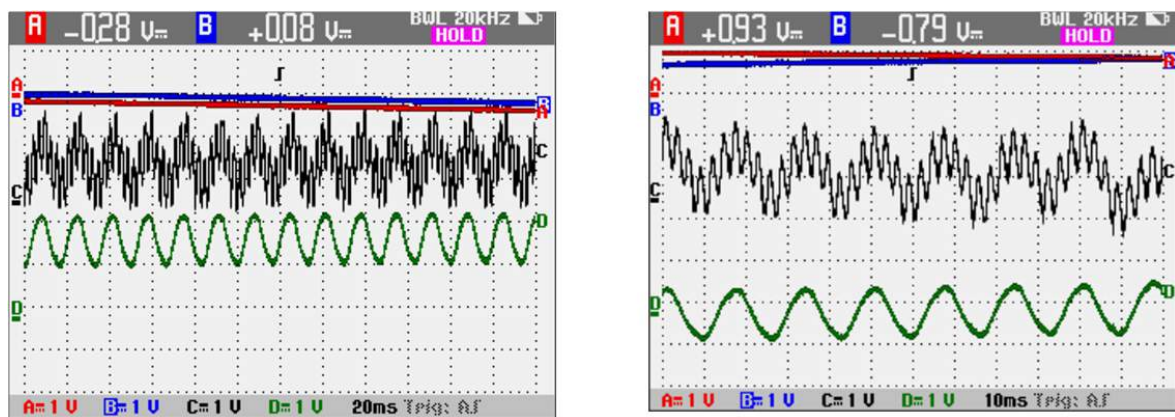 A -0.28 V⎓ B +0.08 V⎓ BWL 20kHz
HOLD
A
B
B
A
C
C
D
D
A⎓ 1 V B⎓ 1 V C⎓ 1 V D⎓ 1 V 20ms Trig: A
A +0.93 V⎓ B -0.79 V⎓ BWL 20kHz
HOLD
A
A
B
C
C
D
D
A⎓ 1 V B⎓ 1 V C⎓ 1 V D⎓ 1 V 10ms Trig: A